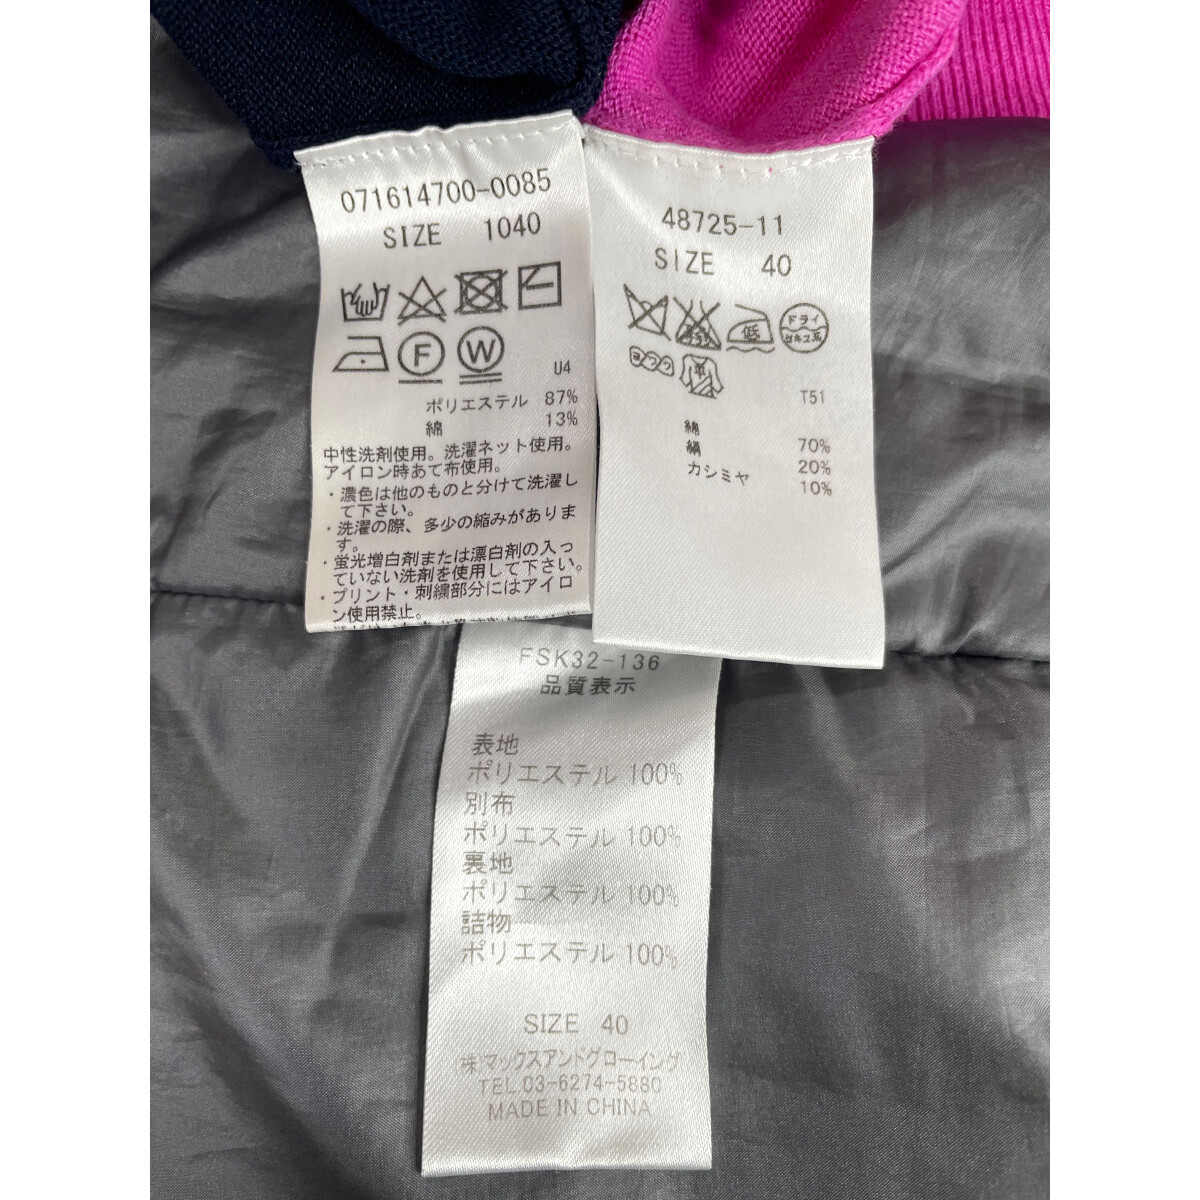 071614700-0085
SIZE 1040
F W
U4
ポリエステル 87%
綿 13%
中性洗剤使用。洗濯ネット使用。
アイロン時あて布使用。
・濃色は他のものと分けて洗濯し
て下さい。
・洗濯の際、多少の縮みがありま
す。
・蛍光増白剤または漂白剤の入っ
ていない洗剤を使用して下さい。
・プリント・刺繍部分にはアイロ
ン使用禁止。
48725-11
SIZE 40
低
ドライ
セキユ系
ヨワク
平
T51
綿
絹 70%
カシミヤ 20%
10%
FSK32-136
品質表示
表地
ポリエステル 100%
別布
ポリエステル 100%
裏地
ポリエステル 100%
詰物
ポリエステル 100%
SIZE 40
㈱マックスアンドグローイング
TEL.03-6274-5880
MADE IN CHINA